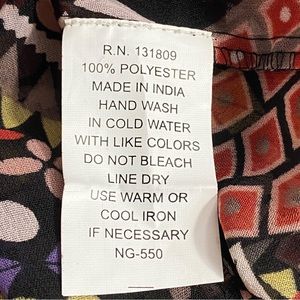 R.N. 131809
100% POLYESTER
MADE IN INDIA
HAND WASH
IN COLD WATER
WITH LIKE COLORS
DO NOT BLEACH
LINE DRY
USE WARM OR
COOL IRON
IF NECESSARY
NG-550